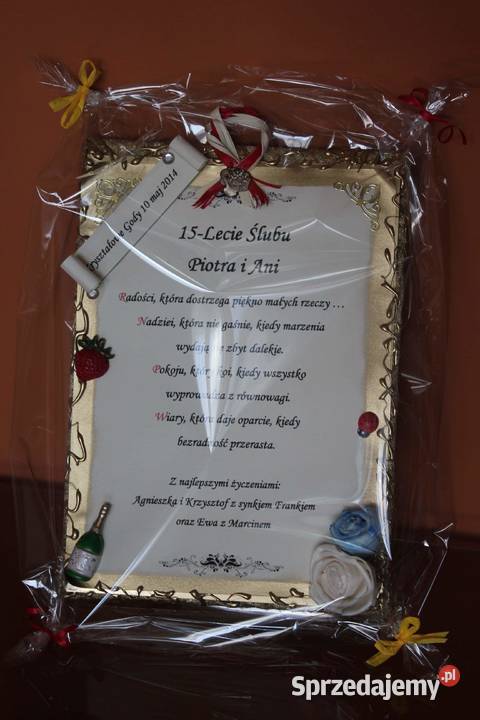 Kryształowe Gody 10 maj 2014
15-Lecie Ślubu
Piotra i Ani
Radości, która dostrzega piękno małych rzeczy ...
Nadziei, która nie gaśnie, kiedy marzenia
wydają się zbyt dalekie.
Pokoju, który koi, kiedy wszystko
wyprowadza z równowagi.
Wiary, która daje oparcie, kiedy
bezradność przerasta.
Z najlepszymi życzeniami:
Agnieszka i Krzysztof z synkiem Frankiem
oraz Ewa z Marcinem
Sprzedajemy.pl